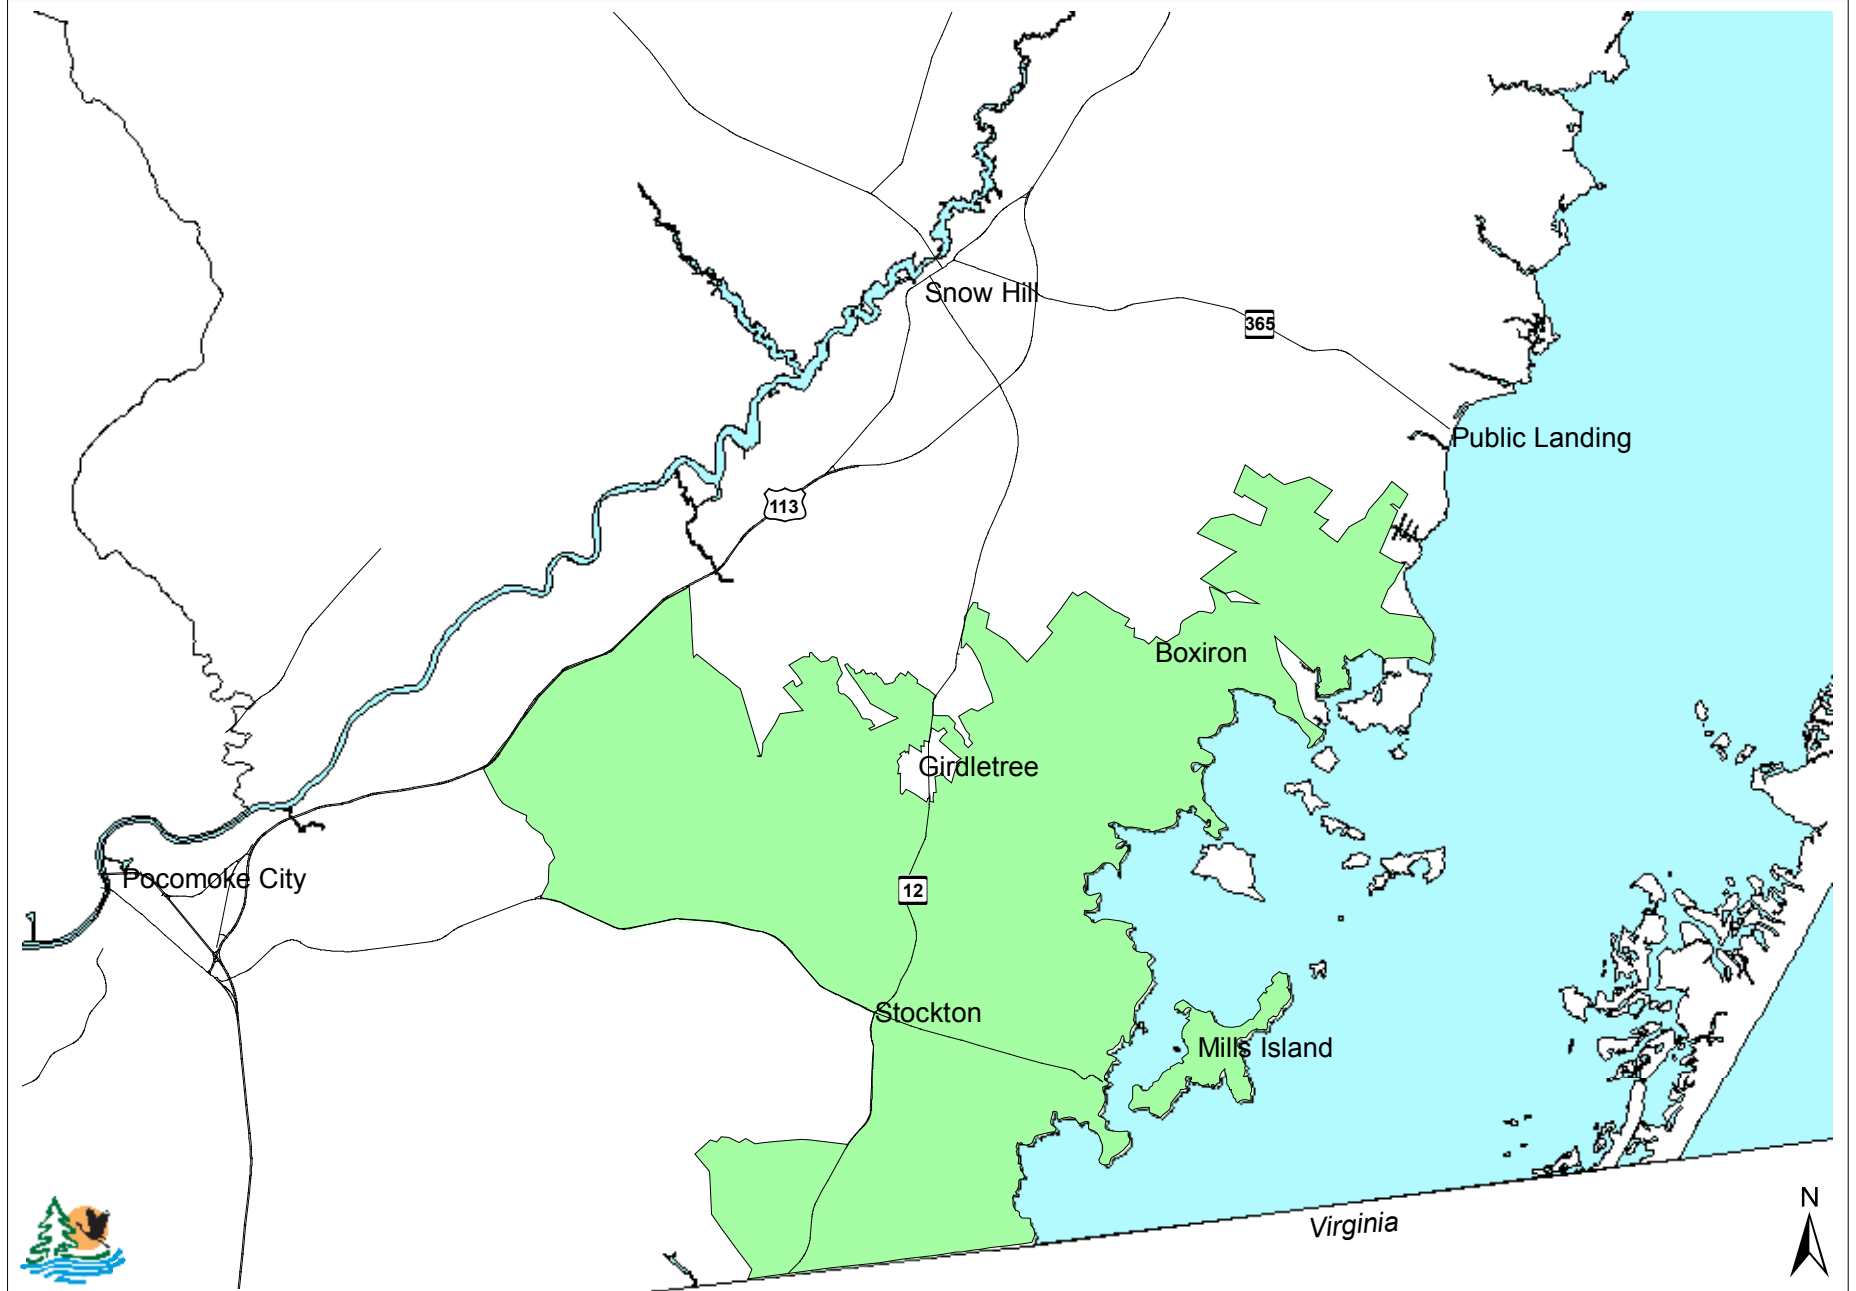 Snow Hill
365
Public Landing
113
Boxiron
Girdletree
Pocomoke City
12
Stockton
Mills Island
Virginia
N